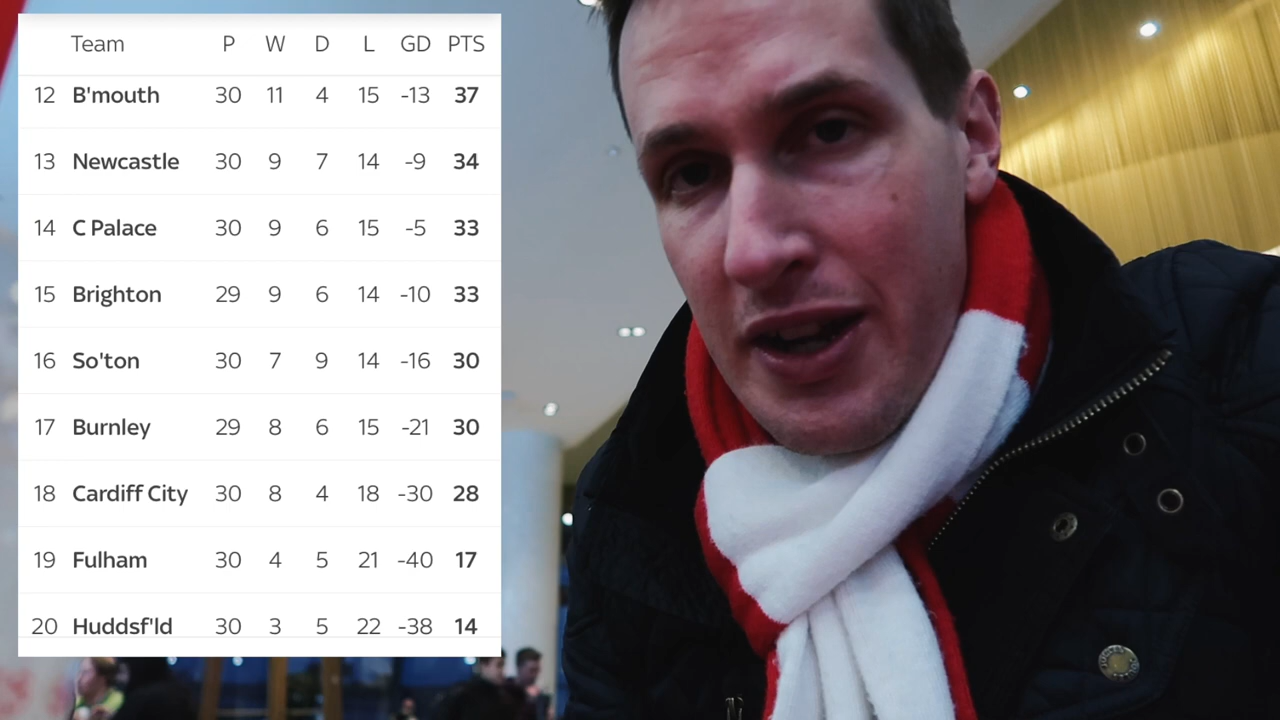 Team P W D L GD PTS
12 B'mouth 30 11 4 15 -13 37
13 Newcastle 30 9 7 14 -9 34
14 C Palace 30 9 6 15 -5 33
15 Brighton 29 9 6 14 -10 33
16 So'ton 30 7 9 14 -16 30
17 Burnley 29 8 6 15 -21 30
18 Cardiff City 30 8 4 18 -30 28
19 Fulham 30 4 5 21 -40 17
20 Huddsf'ld 30 3 5 22 -38 14